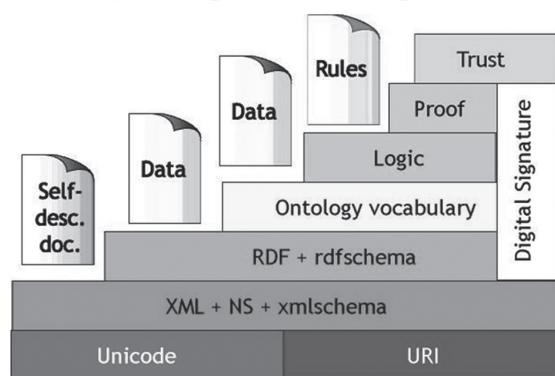 Trust
Rules
Proof
Data
Logic
Digital Signature
Data
Self-
desc.
doc.
Ontology vocabulary
RDF + rdfschema
XML + NS + xmlschema
Unicode
URI